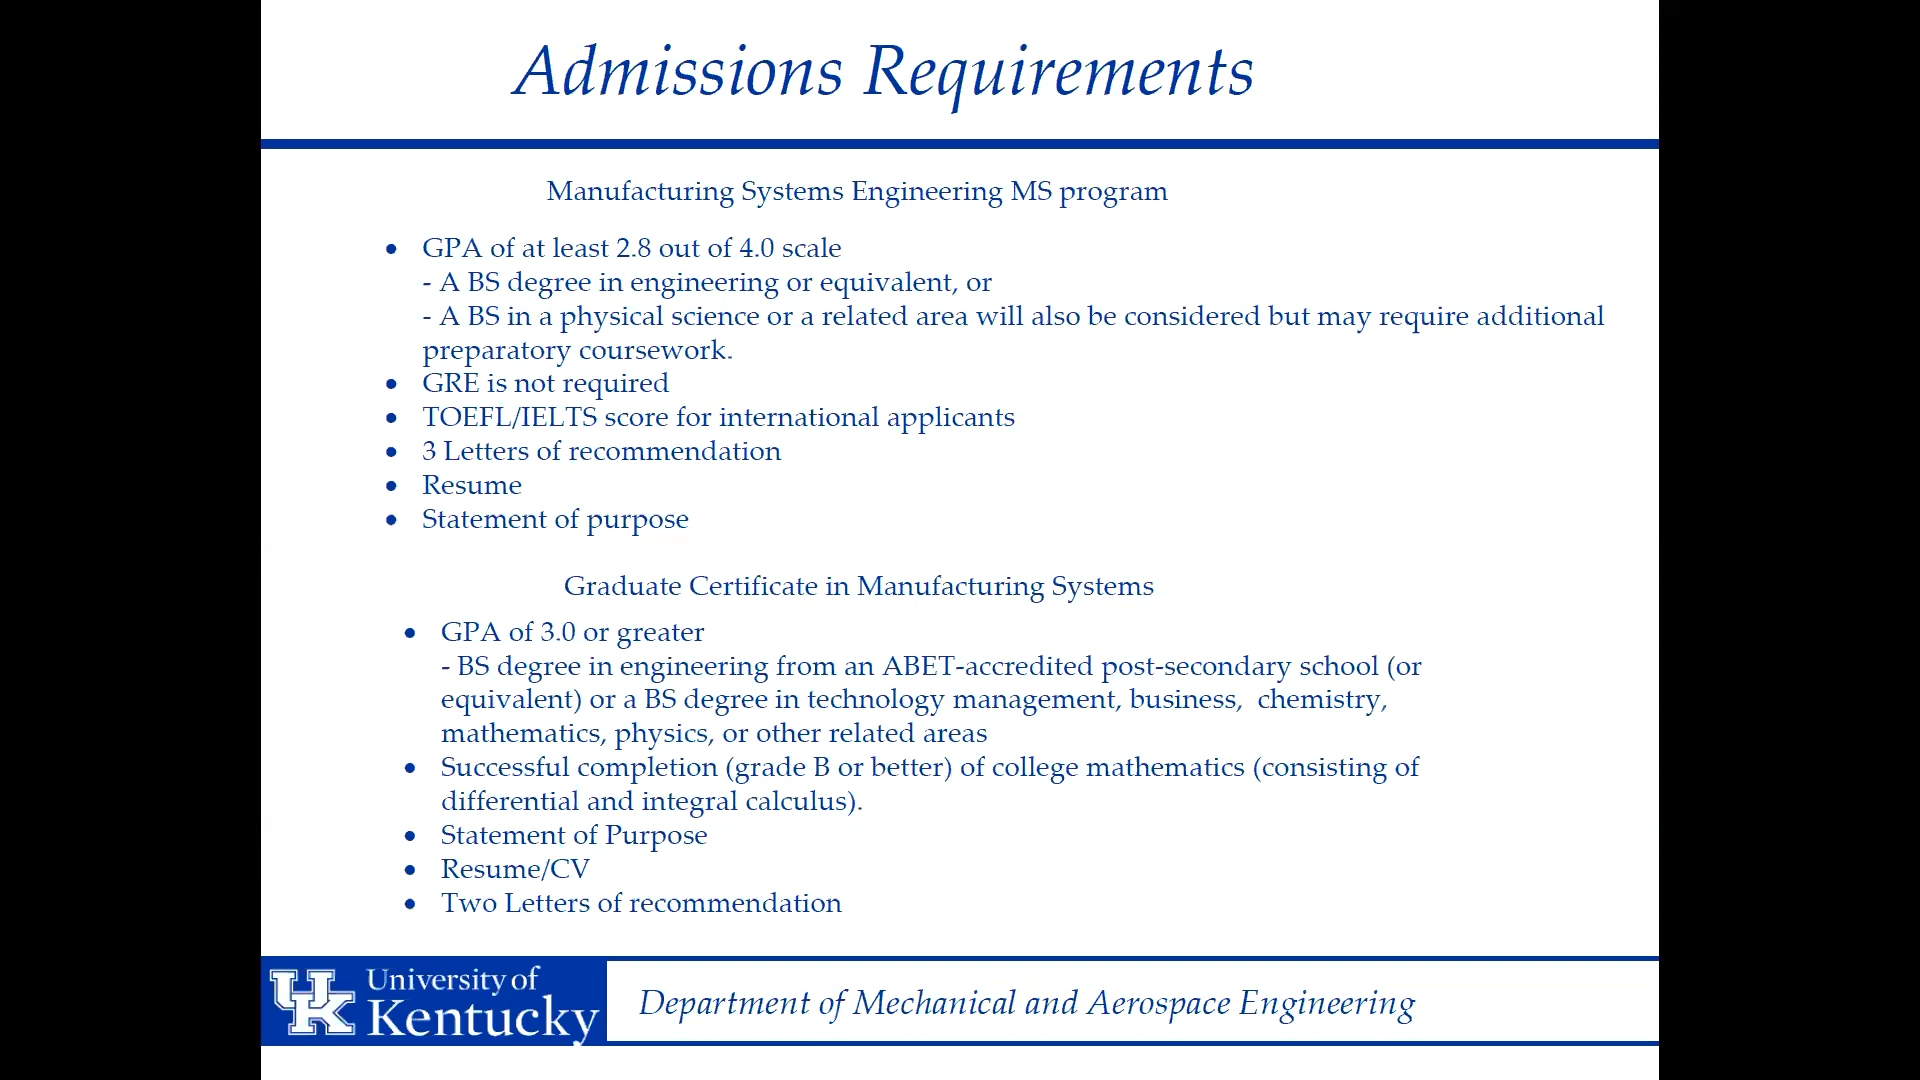 Admissions Requirements
Manufacturing Systems Engineering MS program
• GPA of at least 2.8 out of 4.0 scale
- A BS degree in engineering or equivalent, or
- A BS in a physical science or a related area will also be considered but may require additional
preparatory coursework.
• GRE is not required
• TOEFL/IELTS score for international applicants
• 3 Letters of recommendation
• Resume
• Statement of purpose
Graduate Certificate in Manufacturing Systems
• GPA of 3.0 or greater
- BS degree in engineering from an ABET-accredited post-secondary school (or
equivalent) or a BS degree in technology management, business, chemistry,
mathematics, physics, or other related areas
• Successful completion (grade B or better) of college mathematics (consisting of
differential and integral calculus).
• Statement of Purpose
• Resume/CV
• Two Letters of recommendation
UK University of
Kentucky
Department of Mechanical and Aerospace Engineering